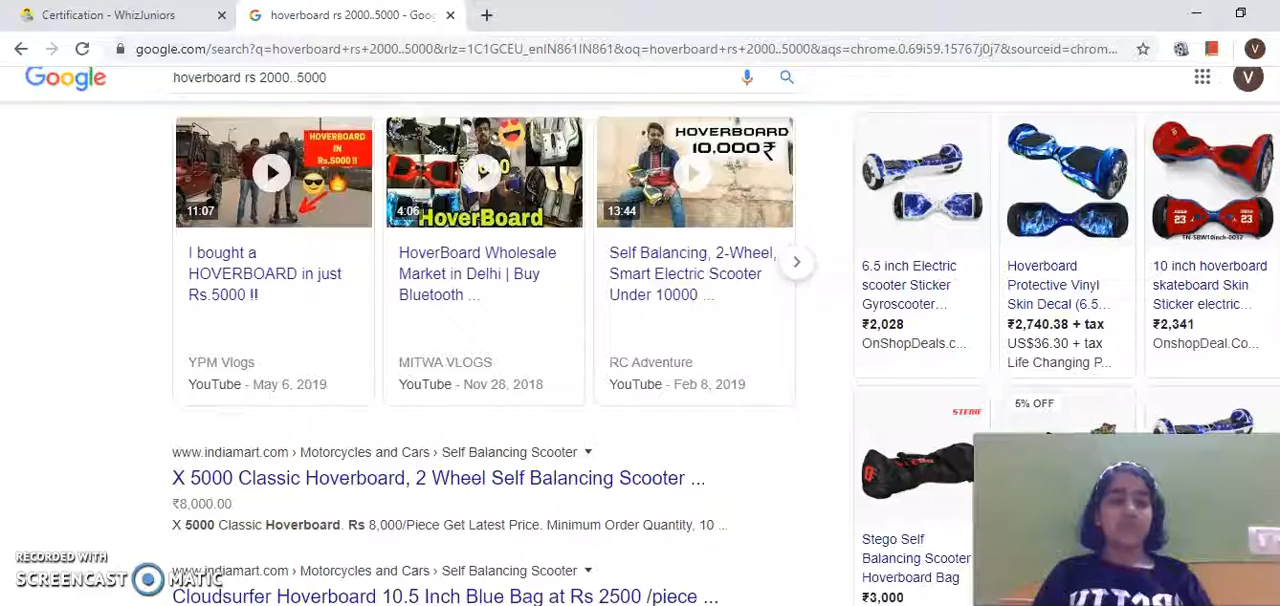 Certification - WhizJuniors
hoverboard rs 2000..5000 - Goog
google.com/search?q=hoverboard+rs+2000..5000&rlz=1C1GCEU_enIN861IN861&oq=hoverboard+rs+2000..5000&aqs=chrome.0.69i59.15767j0j7&sourceid=chrom...
V
Google
hoverboard rs 2000..5000
V
HOVERBOARD
IN
Rs.5000 !!
11:07
4:06
HoverBoard
HOVERBOARD
10,000₹
13:44
I bought a
HOVERBOARD in just
Rs.5000 !!
YPM Vlogs
YouTube - May 6, 2019
HoverBoard Wholesale
Market in Delhi | Buy
Bluetooth ...
MITWA VLOGS
YouTube - Nov 28, 2018
Self Balancing, 2-Wheel,
Smart Electric Scooter
Under 10000 ...
RC Adventure
YouTube - Feb 8, 2019
www.indiamart.com › Motorcycles and Cars › Self Balancing Scooter
X 5000 Classic Hoverboard, 2 Wheel Self Balancing Scooter ...
₹8,000.00
X 5000 Classic Hoverboard. Rs 8,000/Piece Get Latest Price. Minimum Order Quantity, 10 ...
www.indiamart.com › Motorcycles and Cars › Self Balancing Scooter
Cloudsurfer Hoverboard 10.5 Inch Blue Bag at Rs 2500 /piece ...
6.5 inch Electric
scooter Sticker
Gyroscooter...
₹2,028
OnShopDeals.c...
Hoverboard
Protective Vinyl
Skin Decal (6.5...
₹2,740.38 + tax
US$36.30 + tax
Life Changing P...
23 23
TN-SBW10inch-0032
10 inch hoverboard
skateboard Skin
Sticker electric...
₹2,341
OnshopDeal.Co...
STEGO
Stego Self
Balancing Scooter
Hoverboard Bag
₹3,000
5% OFF
RECORDED WITH
SCREENCAST MATIC